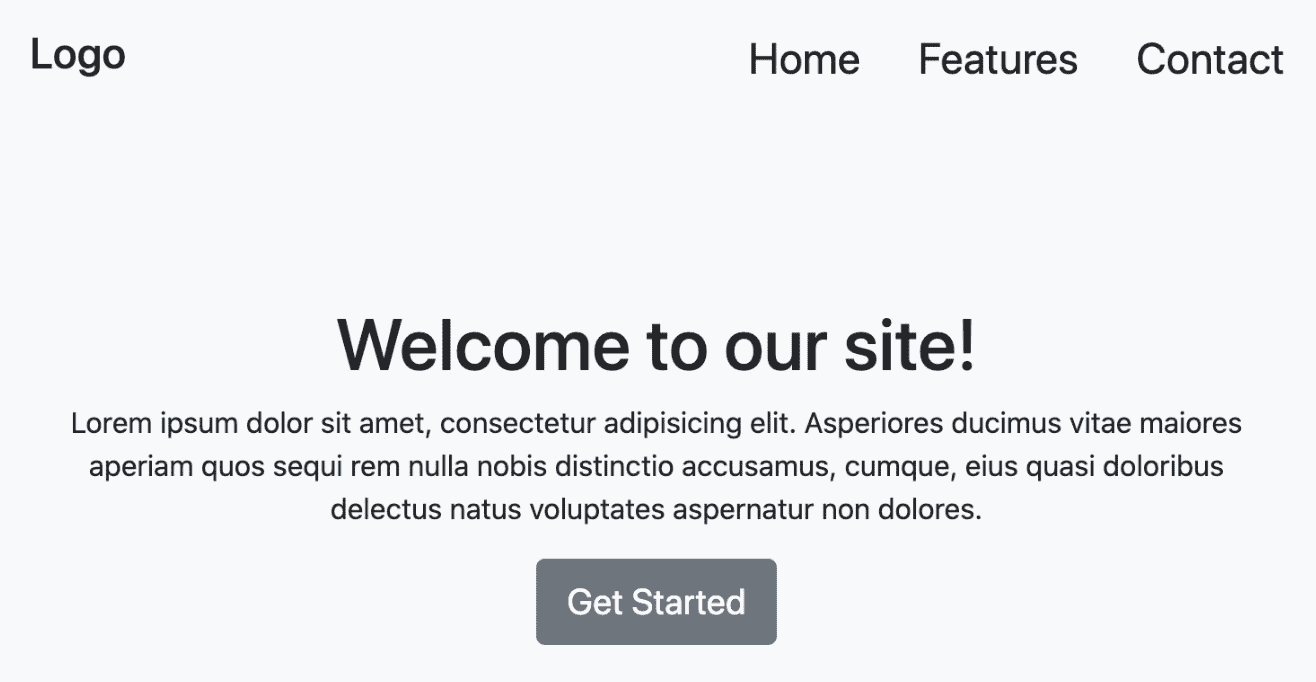 Logo
Home Features Contact
Welcome to our site!
Lorem ipsum dolor sit amet, consectetur adipisicing elit. Asperiores ducimus vitae maiores
aperiam quos sequi rem nulla nobis distinctio accusamus, cumque, eius quasi doloribus
delectus natus voluptates aspernatur non dolores.
Get Started